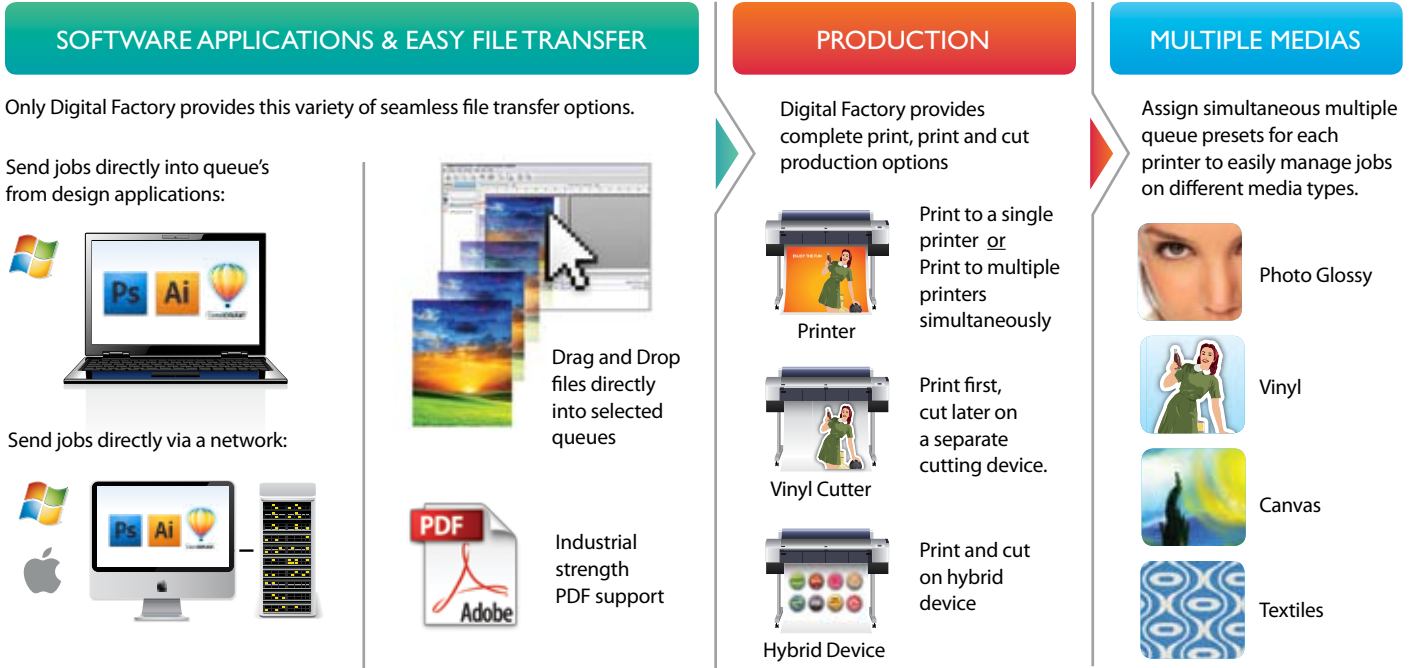 SOFTWARE APPLICATIONS & EASY FILE TRANSFER
Only Digital Factory provides this variety of seamless file transfer options.
Send jobs directly into queue's
from design applications:
Ps Ai
Send jobs directly via a network:
Ps Ai
Drag and Drop
files directly
into selected
queues
PDF
Adobe
Industrial
strength
PDF support
PRODUCTION
Digital Factory provides
complete print, print and cut
production options
ENJOY THE FUN
Printer
Print to a single
printer or
Print to multiple
printers
simultaneously
Vinyl Cutter
Print first,
cut later on
a separate
cutting device.
Hybrid Device
Print and cut
on hybrid
device
MULTIPLE MEDIAS
Assign simultaneous multiple
queue presets for each
printer to easily manage jobs
on different media types.
Photo Glossy
Vinyl
Canvas
Textiles